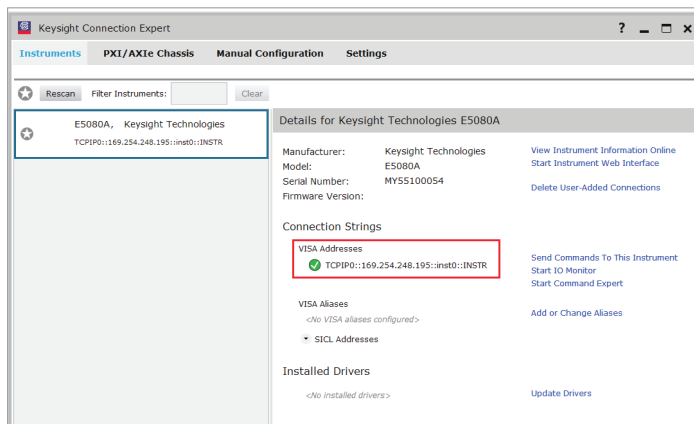 Keysight Connection Expert
?
Instruments PXI/AXIe Chassis Manual Configuration Settings
Rescan Filter Instruments: Clear
E5080A, Keysight Technologies
TCPIP0::169.254.248.195::inst0::INSTR
Details for Keysight Technologies E5080A
Manufacturer: Keysight Technologies
Model: E5080A
Serial Number: MY55100054
Firmware Version:
View Instrument Information Online
Start Instrument Web Interface
Delete User-Added Connections
Connection Strings
VISA Addresses
TCPIP0::169.254.248.195::inst0::INSTR
Send Commands To This Instrument
Start IO Monitor
Start Command Expert
VISA Aliases
<No VISA aliases configured>
Add or Change Aliases
SICL Addresses
Installed Drivers
<No installed drivers>
Update Drivers